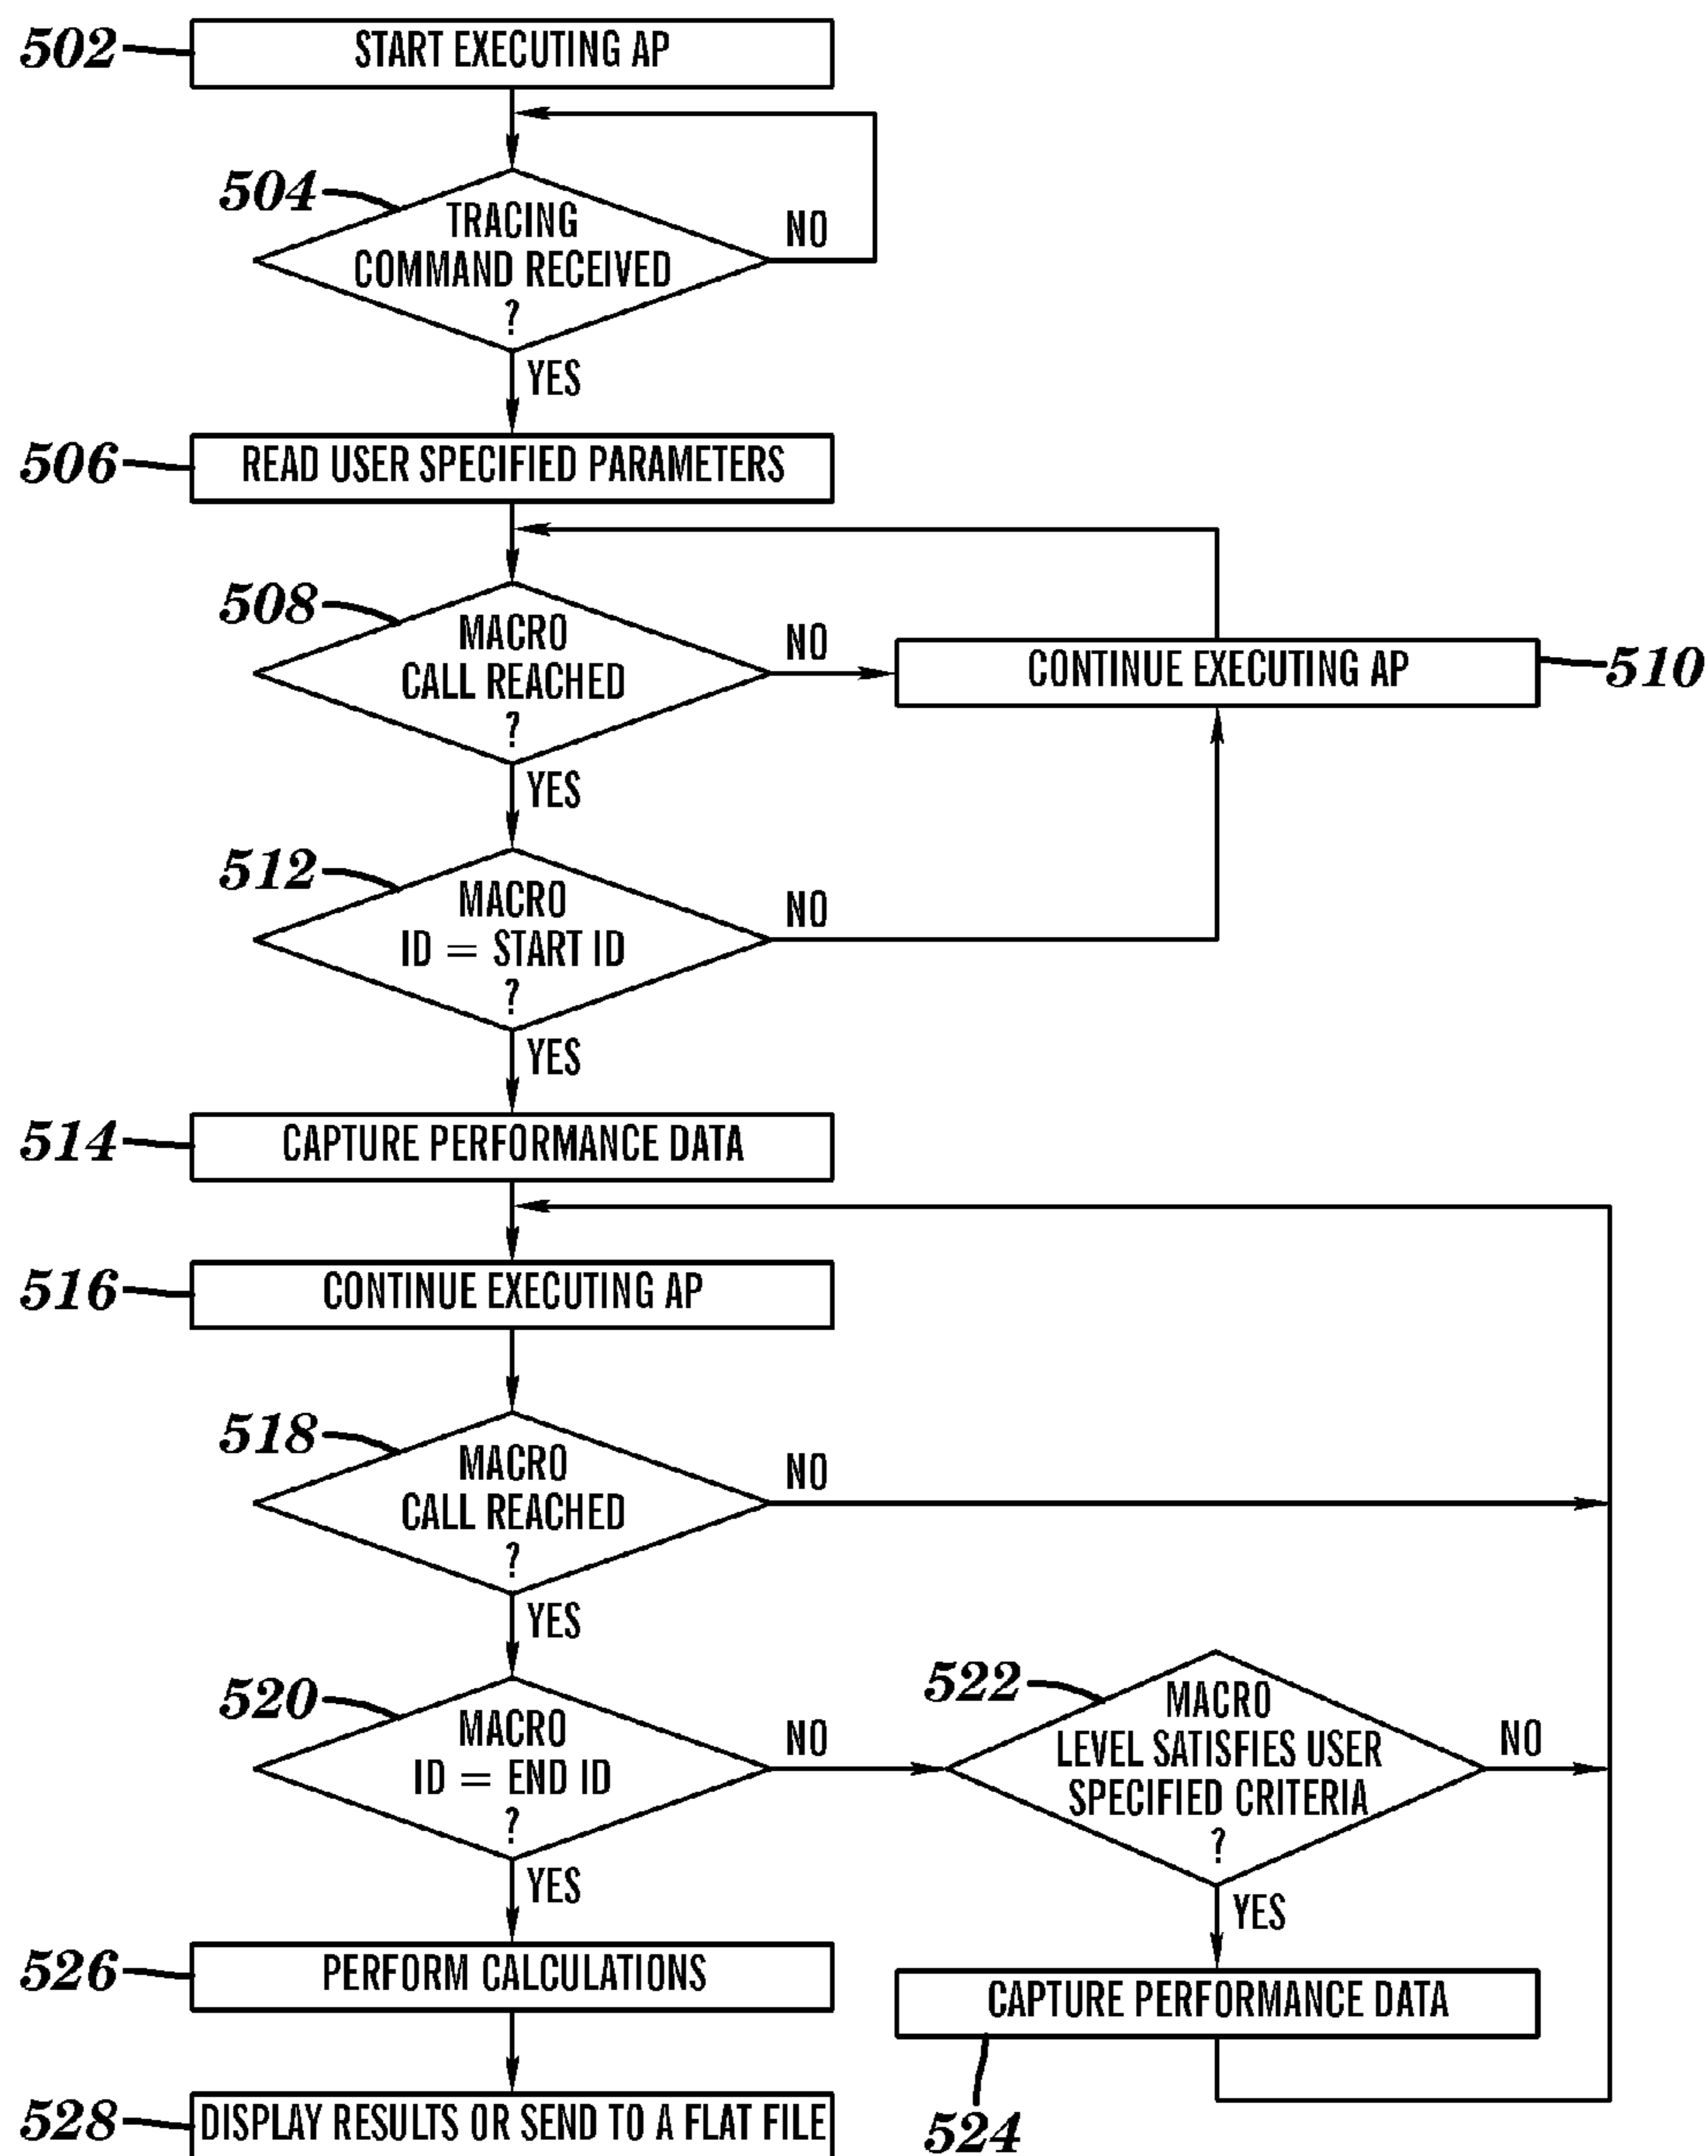 502
START EXECUTING AP
504
TRACING
COMMAND RECEIVED
?
NO
YES
506
READ USER SPECIFIED PARAMETERS
508
MACRO
CALL REACHED
?
NO
CONTINUE EXECUTING AP
510
YES
512
MACRO
ID = START ID
?
NO
YES
514
CAPTURE PERFORMANCE DATA
516
CONTINUE EXECUTING AP
518
MACRO
CALL REACHED
?
NO
YES
520
MACRO
ID = END ID
?
NO
522
MACRO
LEVEL SATISFIES USER
SPECIFIED CRITERIA
?
NO
YES
YES
526
PERFORM CALCULATIONS
CAPTURE PERFORMANCE DATA
524
528
DISPLAY RESULTS OR SEND TO A FLAT FILE